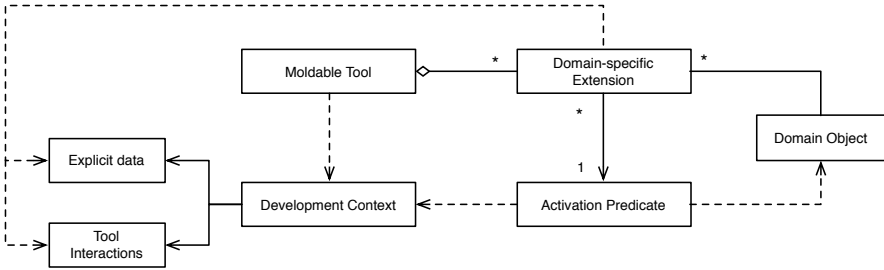 Moldable Tool
*
Domain-specific
Extension
*
*
Domain Object
Explicit data
1
Development Context
Activation Predicate
Tool
Interactions